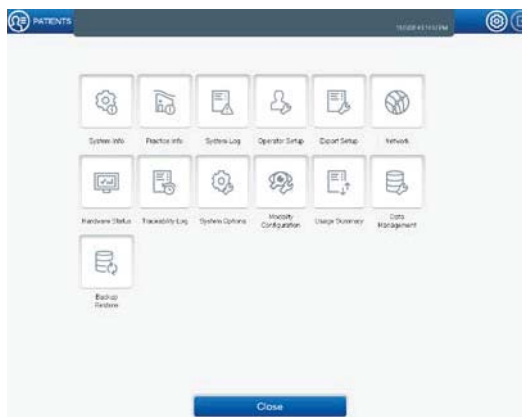 PATIENTS
System Info
Practice Info
System Log
Operator Setup
Export Setup
Network
Hardware Status
Traceability Log
System Options
Modality
Configuration
Usage Summary
Data
Management
Backup
Restore
Close